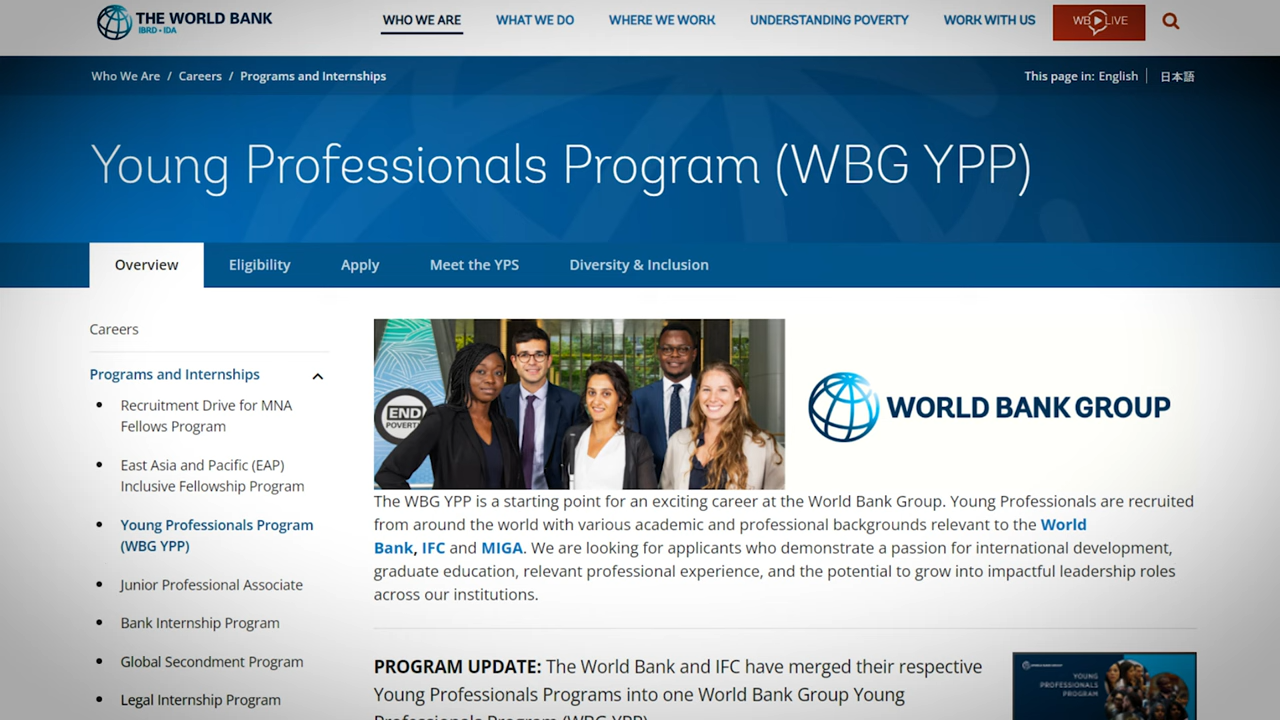 THE WORLD BANK
IBRD • IDA
WHO WE ARE
WHAT WE DO
WHERE WE WORK
UNDERSTANDING POVERTY
WORK WITH US
WB LIVE
Who We Are / Careers / Programs and Internships
This page in: English | 日本語
Young Professionals Program (WBG YPP)
Overview
Eligibility
Apply
Meet the YPS
Diversity & Inclusion
Careers
Programs and Internships
• Recruitment Drive for MNA
Fellows Program
• East Asia and Pacific (EAP)
Inclusive Fellowship Program
• Young Professionals Program
(WBG YPP)
• Junior Professional Associate
• Bank Internship Program
• Global Secondment Program
• Legal Internship Program
END
POVERTY
WORLD BANK GROUP
The WBG YPP is a starting point for an exciting career at the World Bank Group. Young Professionals are recruited
from around the world with various academic and professional backgrounds relevant to the World
Bank, IFC and MIGA. We are looking for applicants who demonstrate a passion for international development,
graduate education, relevant professional experience, and the potential to grow into impactful leadership roles
across our institutions.
PROGRAM UPDATE: The World Bank and IFC have merged their respective
Young Professionals Programs into one World Bank Group Young
Professionals Program (WBG YPP)
WORLD BANK GROUP
YOUNG
PROFESSIONALS
PROGRAM